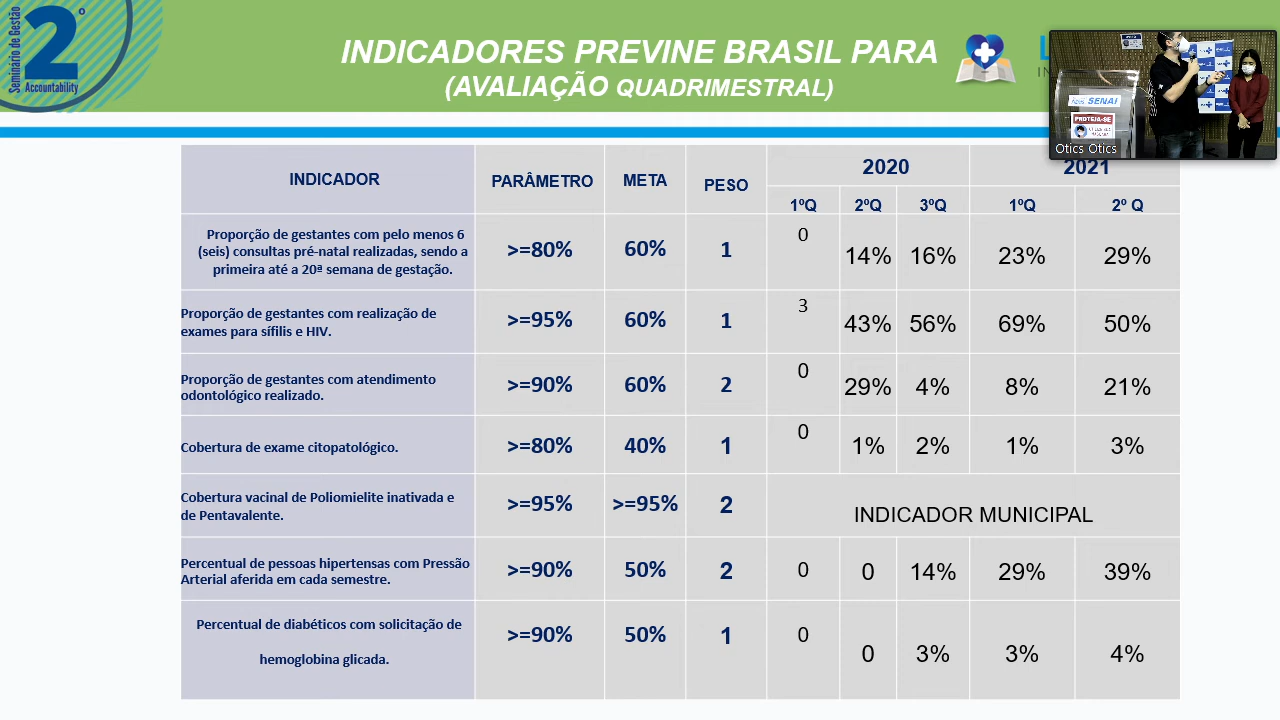 Seminário de Gestão
2º
Accountability
INDICADORES PREVINE BRASIL PARA
(AVALIAÇÃO QUADRIMESTRAL)
SENAI
PROTEJA-SE
Otics Otics
INDICADOR
PARÂMETRO
META
PESO
2020
2021
1ºQ
2ºQ
3ºQ
1ºQ
2º Q
Proporção de gestantes com pelo menos 6
(seis) consultas pré-natal realizadas, sendo a
primeira até a 20ª semana de gestação.
>=80%
60%
1
0
14%
16%
23%
29%
Proporção de gestantes com realização de
exames para sífilis e HIV.
>=95%
60%
1
3
43%
56%
69%
50%
Proporção de gestantes com atendimento
odontológico realizado.
>=90%
60%
2
0
29%
4%
8%
21%
Cobertura de exame citopatológico.
>=80%
40%
1
0
1%
2%
1%
3%
Cobertura vacinal de Poliomielite inativada e
de Pentavalente.
>=95%
>=95%
2
INDICADOR MUNICIPAL
Percentual de pessoas hipertensas com Pressão
Arterial aferida em cada semestre.
>=90%
50%
2
0
0
14%
29%
39%
Percentual de diabéticos com solicitação de
hemoglobina glicada.
>=90%
50%
1
0
0
3%
3%
4%